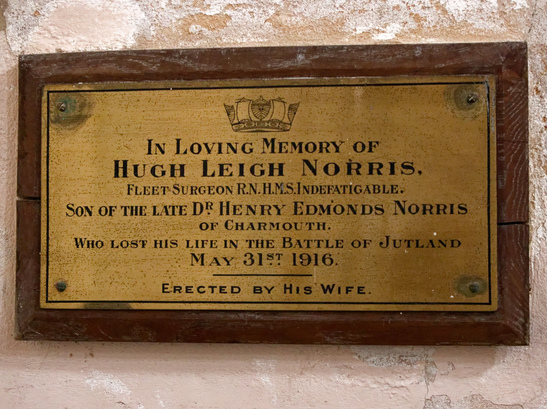 In Loving Memory of
Hugh Leigh Norris,
Fleet Surgeon R.N. H.M.S. Indefatigable.
Son of the late Dr Henry Edmonds Norris
of Charmouth.
Who lost his life in the Battle of Jutland
May 31st 1916.
Erected by His Wife.